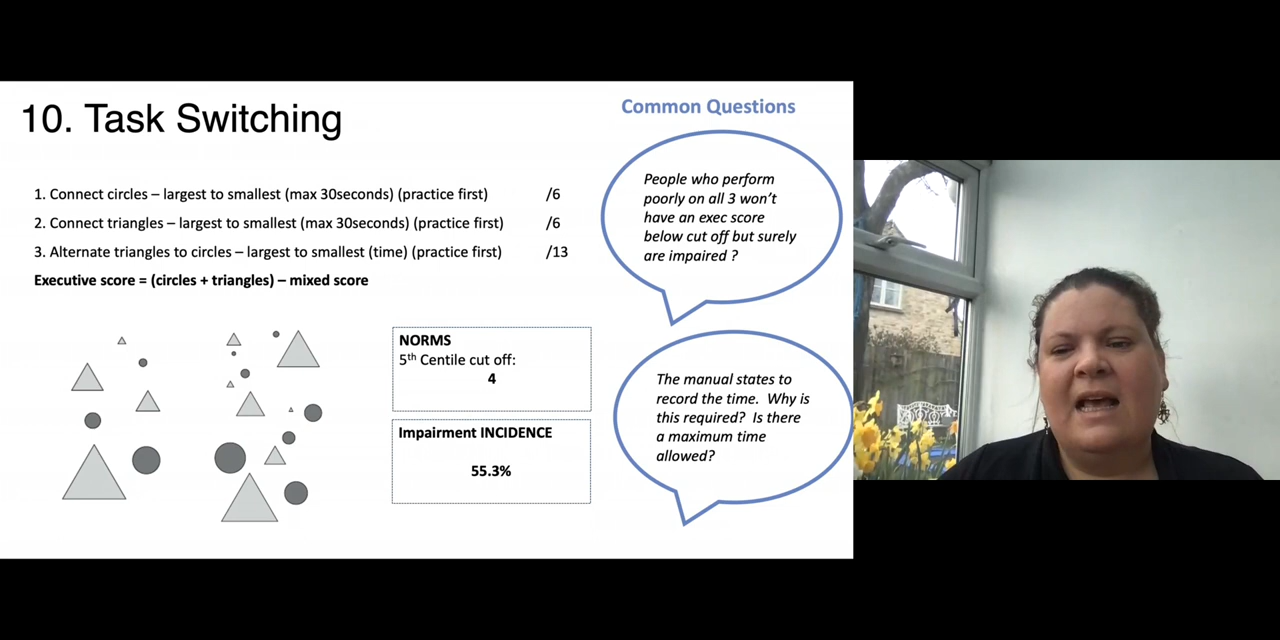 10. Task Switching
1. Connect circles – largest to smallest (max 30seconds) (practice first) /6
2. Connect triangles – largest to smallest (max 30seconds) (practice first) /6
3. Alternate triangles to circles – largest to smallest (time) (practice first) /13
Executive score = (circles + triangles) – mixed score
NORMS
5th Centile cut off:
4
Impairment INCIDENCE
55.3%
Common Questions
People who perform
poorly on all 3 won't
have an exec score
below cut off but surely
are impaired ?
The manual states to
record the time. Why is
this required? Is there
a maximum time
allowed?